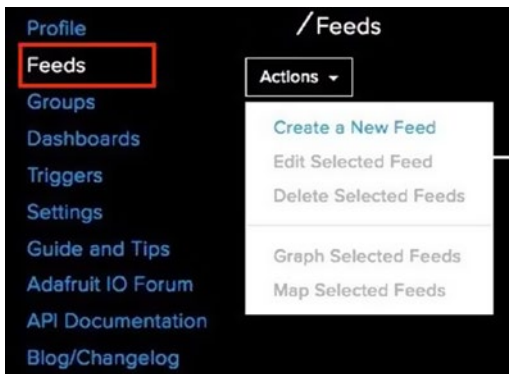 Profile
Feeds
Groups
Dashboards
Triggers
Settings
Guide and Tips
Adafruit IO Forum
API Documentation
Blog/Changelog
/Feeds
Actions
Create a New Feed
Edit Selected Feed
Delete Selected Feeds
Graph Selected Feeds
Map Selected Feeds